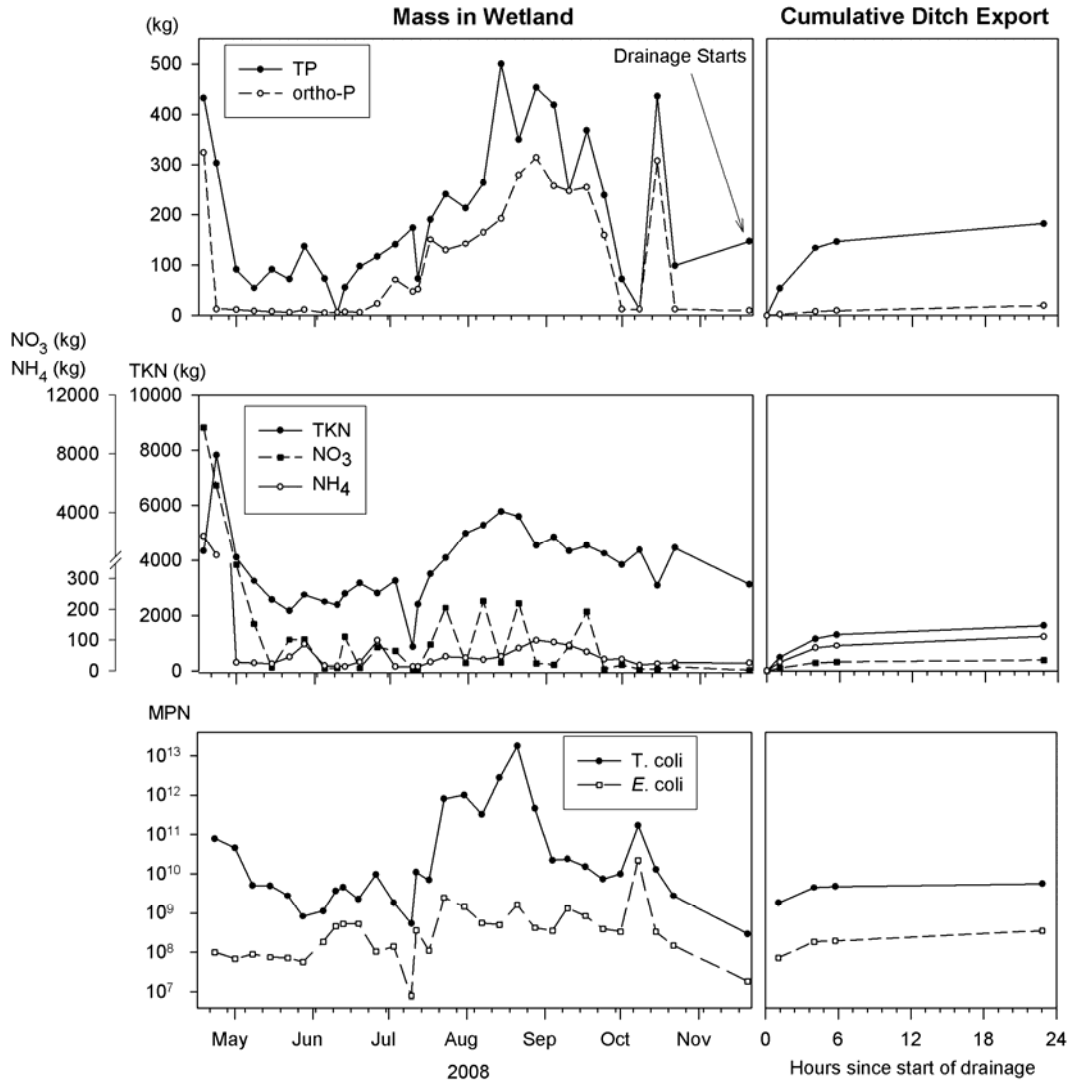 Mass in Wetland
Cumulative Ditch Export
(kg)
TP
ortho-P
Drainage Starts
500
400
300
200
100
0
NO3 (kg)
NH4 (kg)
TKN (kg)
12000
8000
4000
300
200
100
0
10000
8000
6000
4000
2000
0
TKN
NO3
NH4
MPN
T. coli
E. coli
10^13
10^12
10^11
10^10
10^9
10^8
10^7
May Jun Jul Aug Sep Oct Nov
2008
0 6 12 18 24
Hours since start of drainage